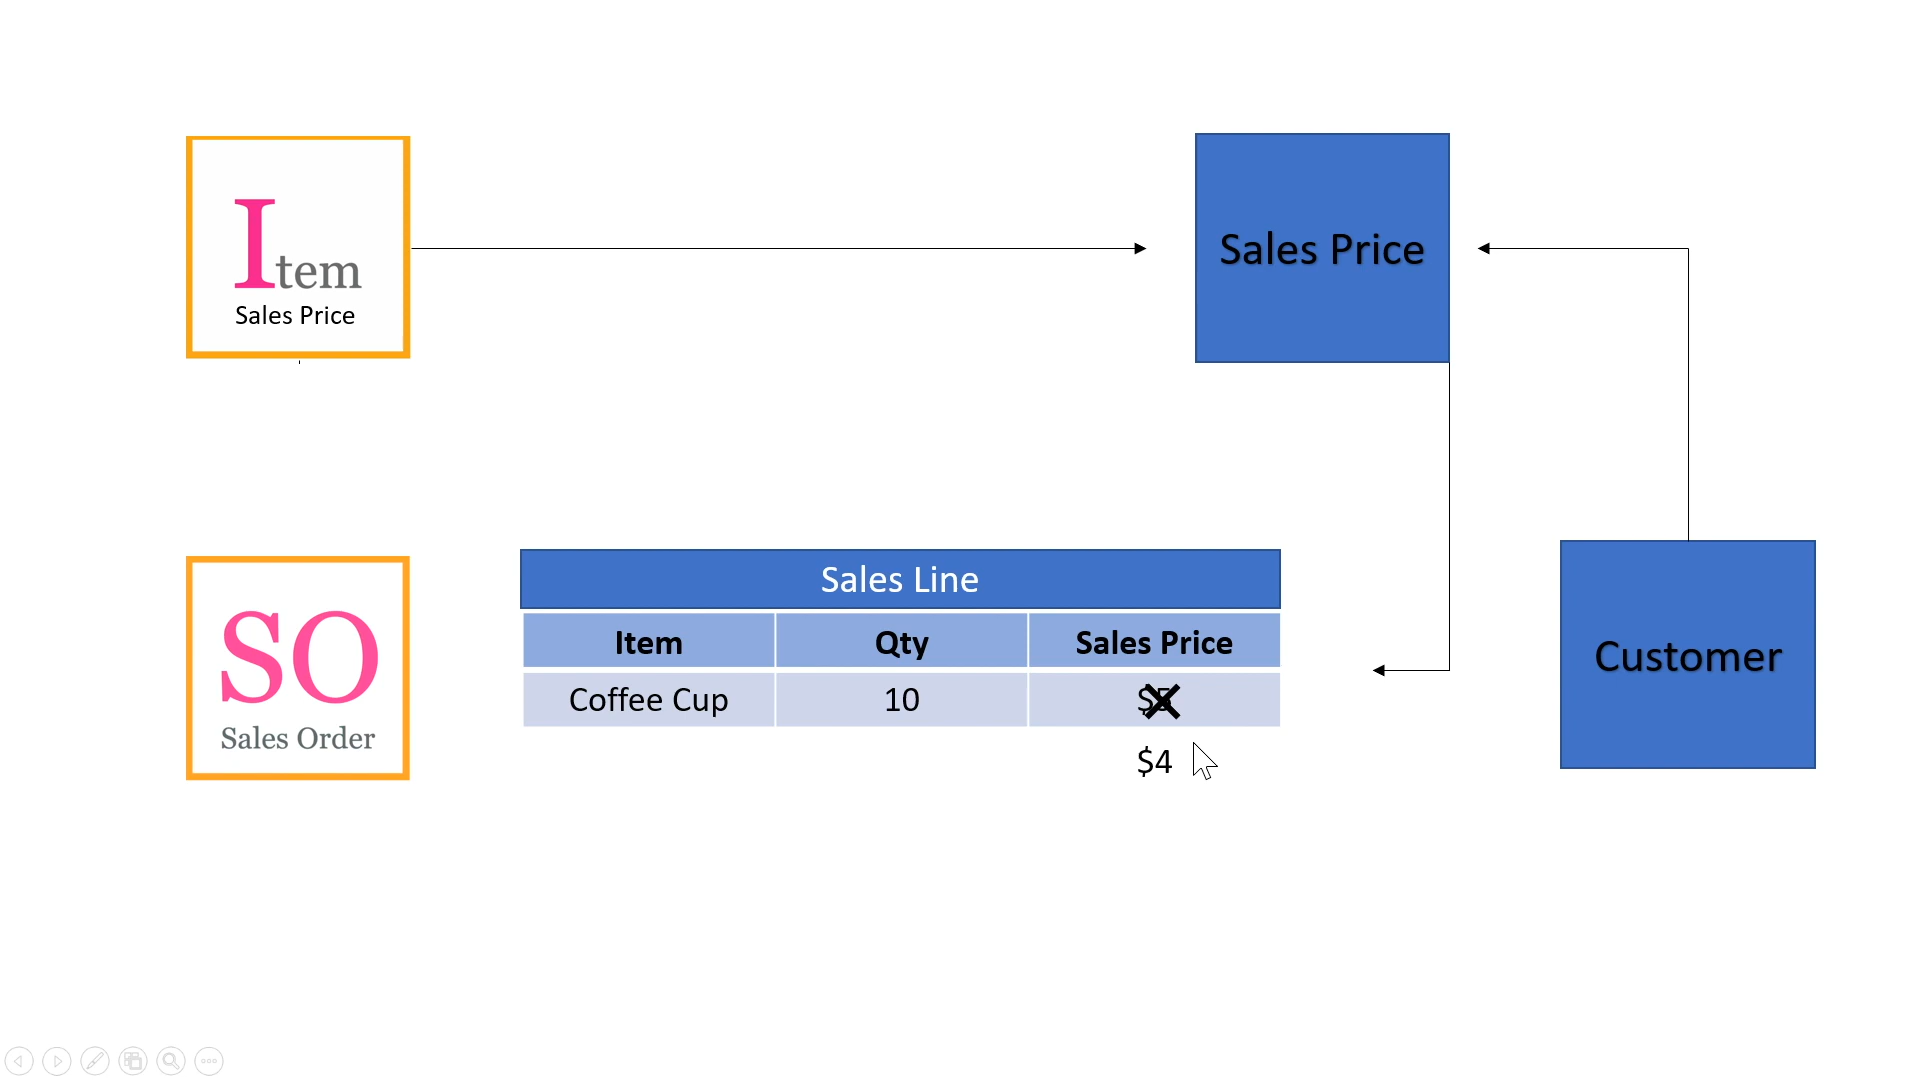 Item
Sales Price
Sales Price
SO
Sales Order
Sales Line
Item Qty Sales Price
Coffee Cup 10 $5
$4
Customer